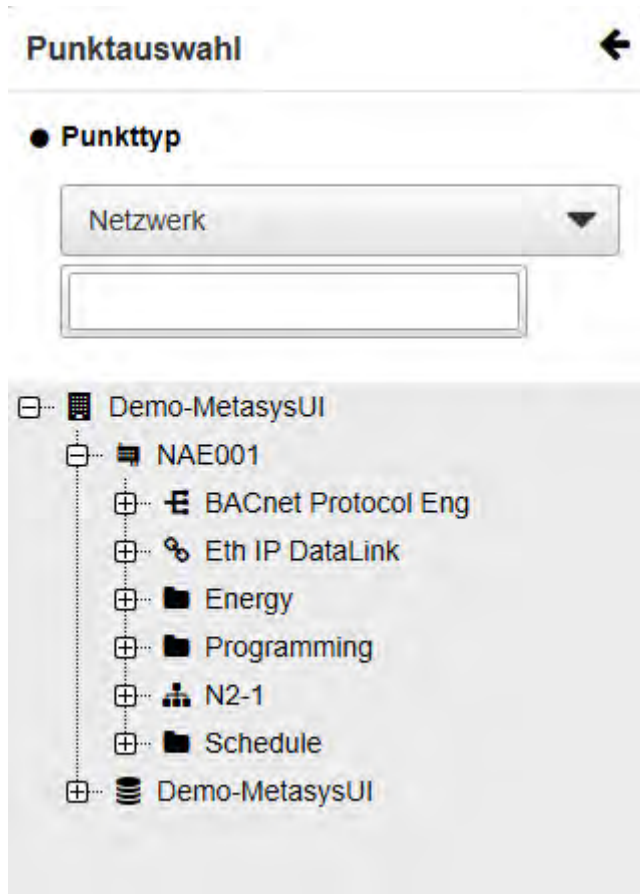 Punktauswahl
Punkttyp
Netzwerk
Demo-MetasysUI
NAE001
BACnet Protocol Eng
Eth IP DataLink
Energy
Programming
N2-1
Schedule
Demo-MetasysUI